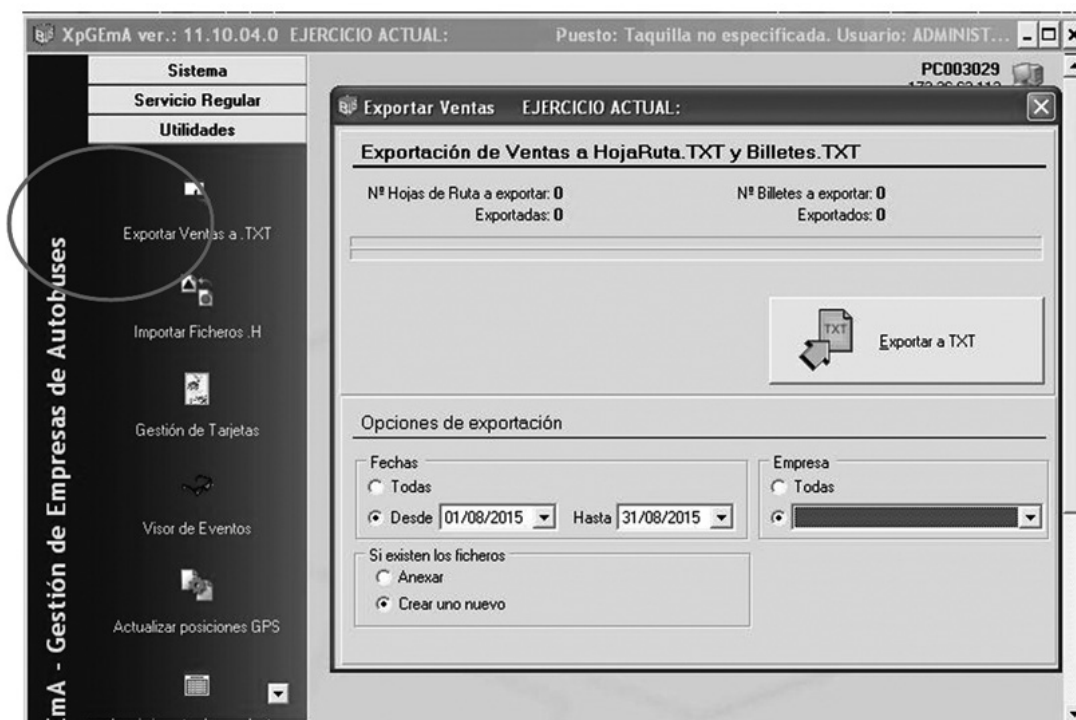 XpGEmA ver.: 11.10.04.0 EJERCICIO ACTUAL: Puesto: Taquilla no especificada. Usuario: ADMINIST...
Sistema
Servicio Regular
Utilidades
PC003029
Exportar Ventas a .TXT
Importar Ficheros .H
Gestión de Tarjetas
Visor de Eventos
Actualizar posiciones GPS
EmA - Gestión de Empresas de Autobuses
Exportar Ventas EJERCICIO ACTUAL:
Exportación de Ventas a HojaRuta.TXT y Billetes.TXT
Nº Hojas de Ruta a exportar: 0
Exportadas: 0
Nº Billetes a exportar: 0
Exportados: 0
TXT
Exportar a TXT
Opciones de exportación
Fechas
Todas
Desde 01/08/2015 Hasta 31/08/2015
Empresa
Todas
Si existen los ficheros
Anexar
Crear uno nuevo